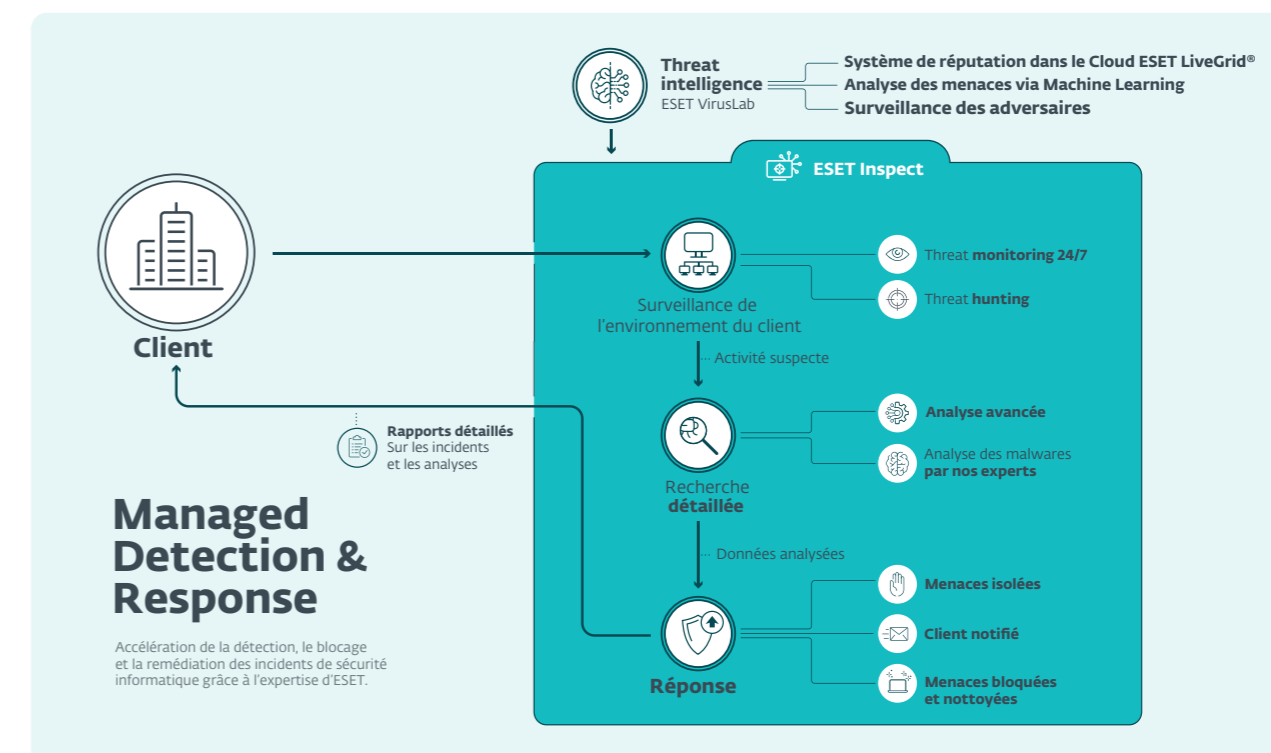 Threat
intelligence
ESET VirusLab
Système de réputation dans le Cloud ESET LiveGrid®
Analyse des menaces via Machine Learning
Surveillance des adversaires
ESET Inspect
Client
Surveillance de
l'environnement du client
Threat monitoring 24/7
Threat hunting
Activité suspecte
Rapports détaillés
Sur les incidents
et les analyses
Recherche
détaillée
Analyse avancée
Analyse des malwares
par nos experts
Données analysées
Managed
Detection &
Response
Accélération de la détection, le blocage
et la remédiation des incidents de sécurité
informatique grâce à l'expertise d'ESET.
Réponse
Menaces isolées
Client notifié
Menaces bloquées
et nottoyées